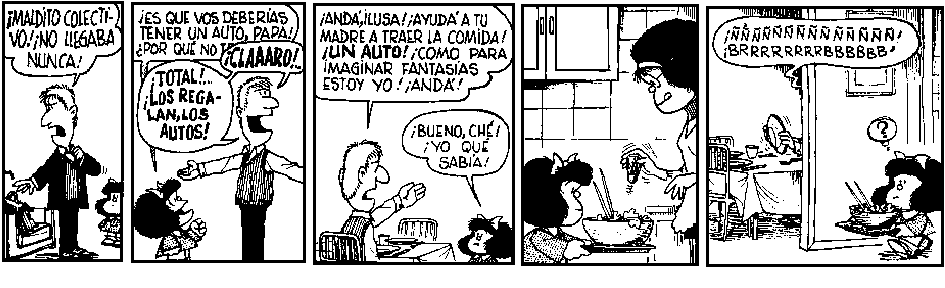 ¡MALDITO COLECTI-
VO!¡NO LLEGABA
NUNCA!
¡ES QUE VOS DEBERÍAS
TENER UN AUTO, PAPÁ!
¿POR QUÉ NO
¡CLAAARO!
¡TOTAL!...
¡LOS REGA-
LAN, LOS
AUTOS!
¡ANDÁ, ILUSA!¡AYUDÁ A TU
MADRE A TRAER LA COMIDA!
¡UN AUTO!¡COMO PARA
IMAGINAR FANTASÍAS
ESTOY YO!¡ANDÁ!
¡BUENO, CHÉ!
¡YO QUÉ
SABÍA!
¡ÑÑÑÑÑÑÑÑÑÑÑÑÑ!
¡BRRRRRRRRBBBBB!
?